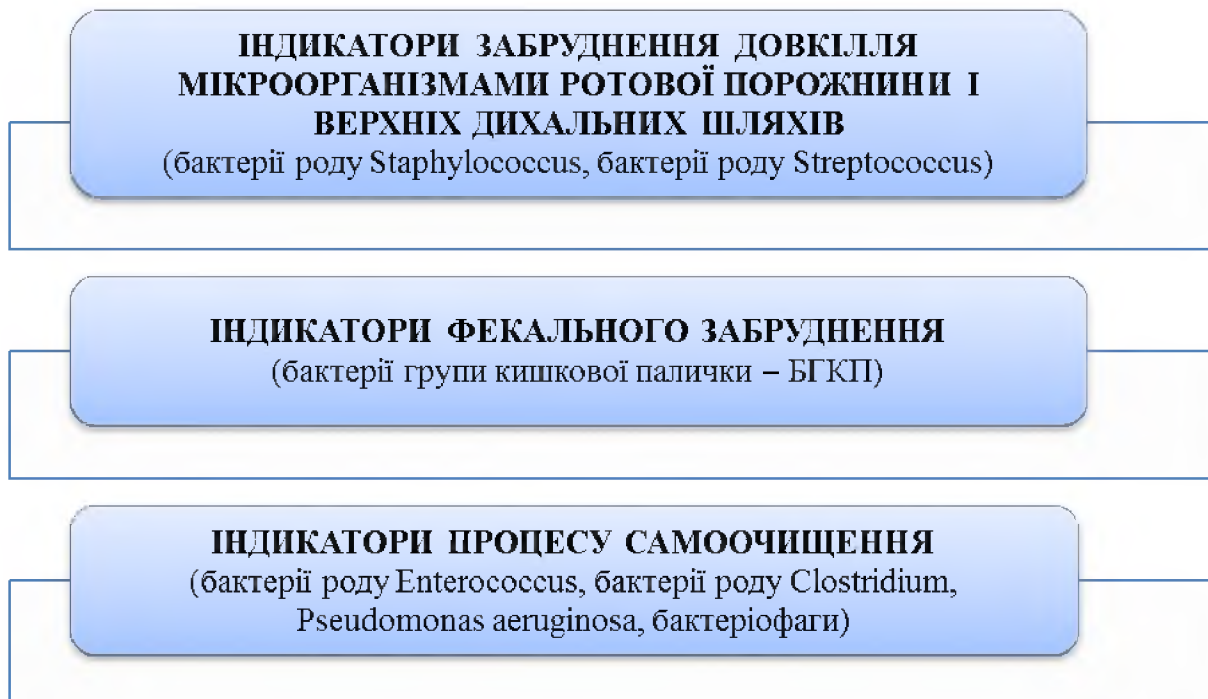 ІНДИКАТОРИ ЗАБРУДНЕННЯ ДОВКІЛЛЯ
МІКРООРГАНІЗМАМИ РОТОВОЇ ПОРОЖНИНИ І
ВЕРХНІХ ДИХАЛЬНИХ ШЛЯХІВ
(бактерії роду Staphylococcus, бактерії роду Streptococcus)
ІНДИКАТОРИ ФЕКАЛЬНОГО ЗАБРУДНЕННЯ
(бактерії групи кишкової палички – БГКП)
ІНДИКАТОРИ ПРОЦЕСУ САМООЧИЩЕННЯ
(бактерії роду Enterococcus, бактерії роду Clostridium,
Pseudomonas aeruginosa, бактеріофаги)